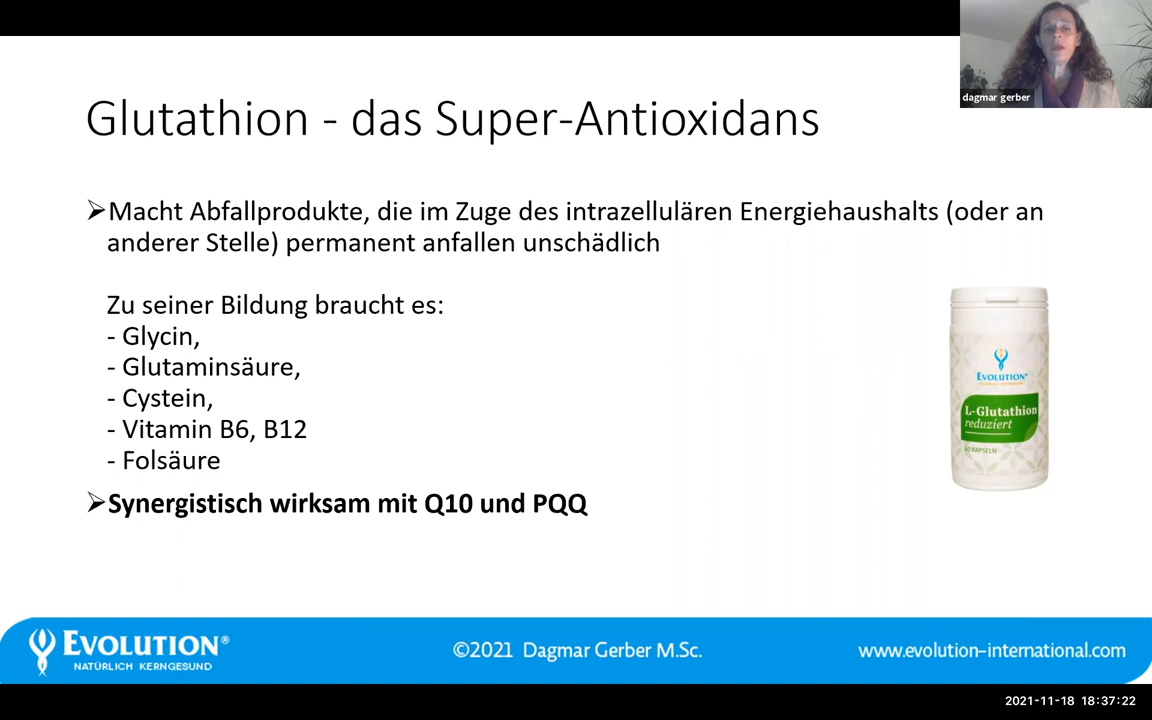 dagmar gerber
Glutathion - das Super-Antioxidans
➢Macht Abfallprodukte, die im Zuge des intrazellulären Energiehaushalts (oder an
anderer Stelle) permanent anfallen unschädlich
Zu seiner Bildung braucht es:
- Glycin,
- Glutaminsäure,
- Cystein,
- Vitamin B6, B12
- Folsäure
➢Synergistisch wirksam mit Q10 und PQQ
EVOLUTION®
L-Glutathion
reduziert
60 KAPSELN
EVOLUTION®
NATÜRLICH KERNGESUND
©2021 Dagmar Gerber M.Sc.
www.evolution-international.com
2021-11-18 18:37:22